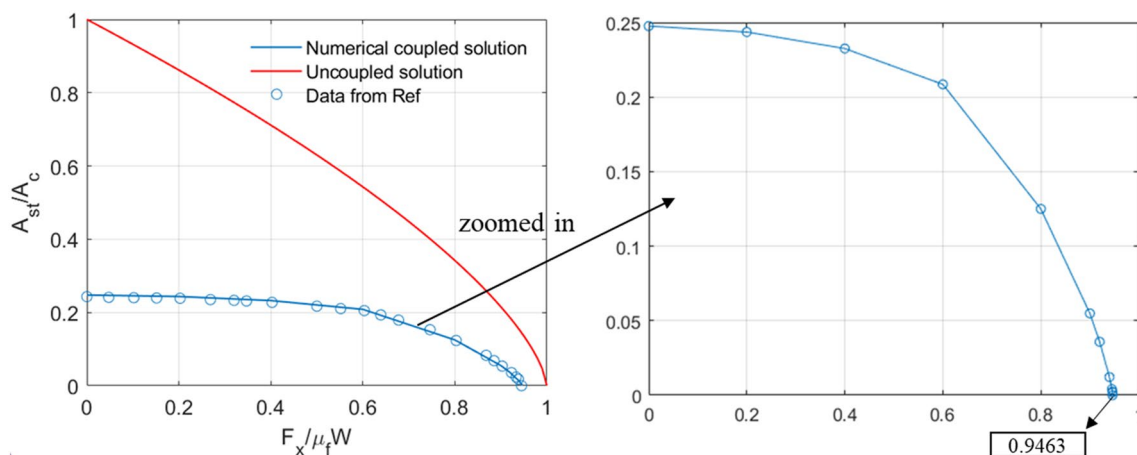 1
0.8
0.6
0.4
0.2
0
A_st/A_c
Numerical coupled solution
Uncoupled solution
Data from Ref
0 0.2 0.4 0.6 0.8 1
F_x/μ_fW
zoomed in
0.25
0.2
0.15
0.1
0.05
0
0 0.2 0.4 0.6 0.8 1
0.9463